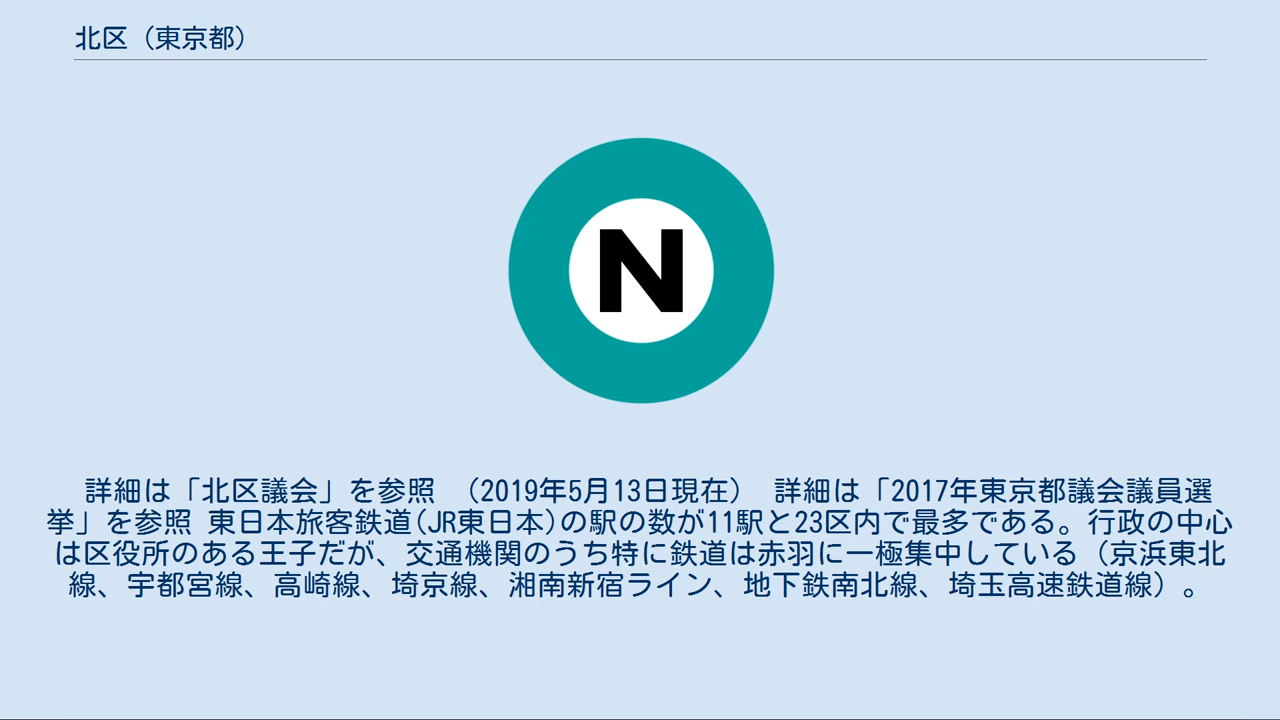 北区（東京都）
N
詳細は「北区議会」を参照　（2019年5月13日現在）　詳細は「2017年東京都議会議員選
挙」を参照 東日本旅客鉄道(JR東日本)の駅の数が11駅と23区内で最多である。行政の中心
は区役所のある王子だが、交通機関のうち特に鉄道は赤羽に一極集中している（京浜東北
線、宇都宮線、高崎線、埼京線、湘南新宿ライン、地下鉄南北線、埼玉高速鉄道線）。